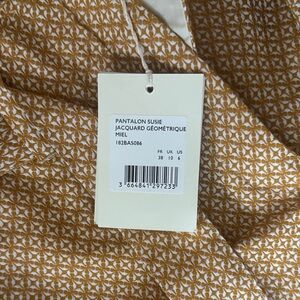 PANTALON SUSIE
JACQUARD GÉOMÉTRIQUE
MIEL
182BAS086
FR UK US
38 10 6
3 664841 297233